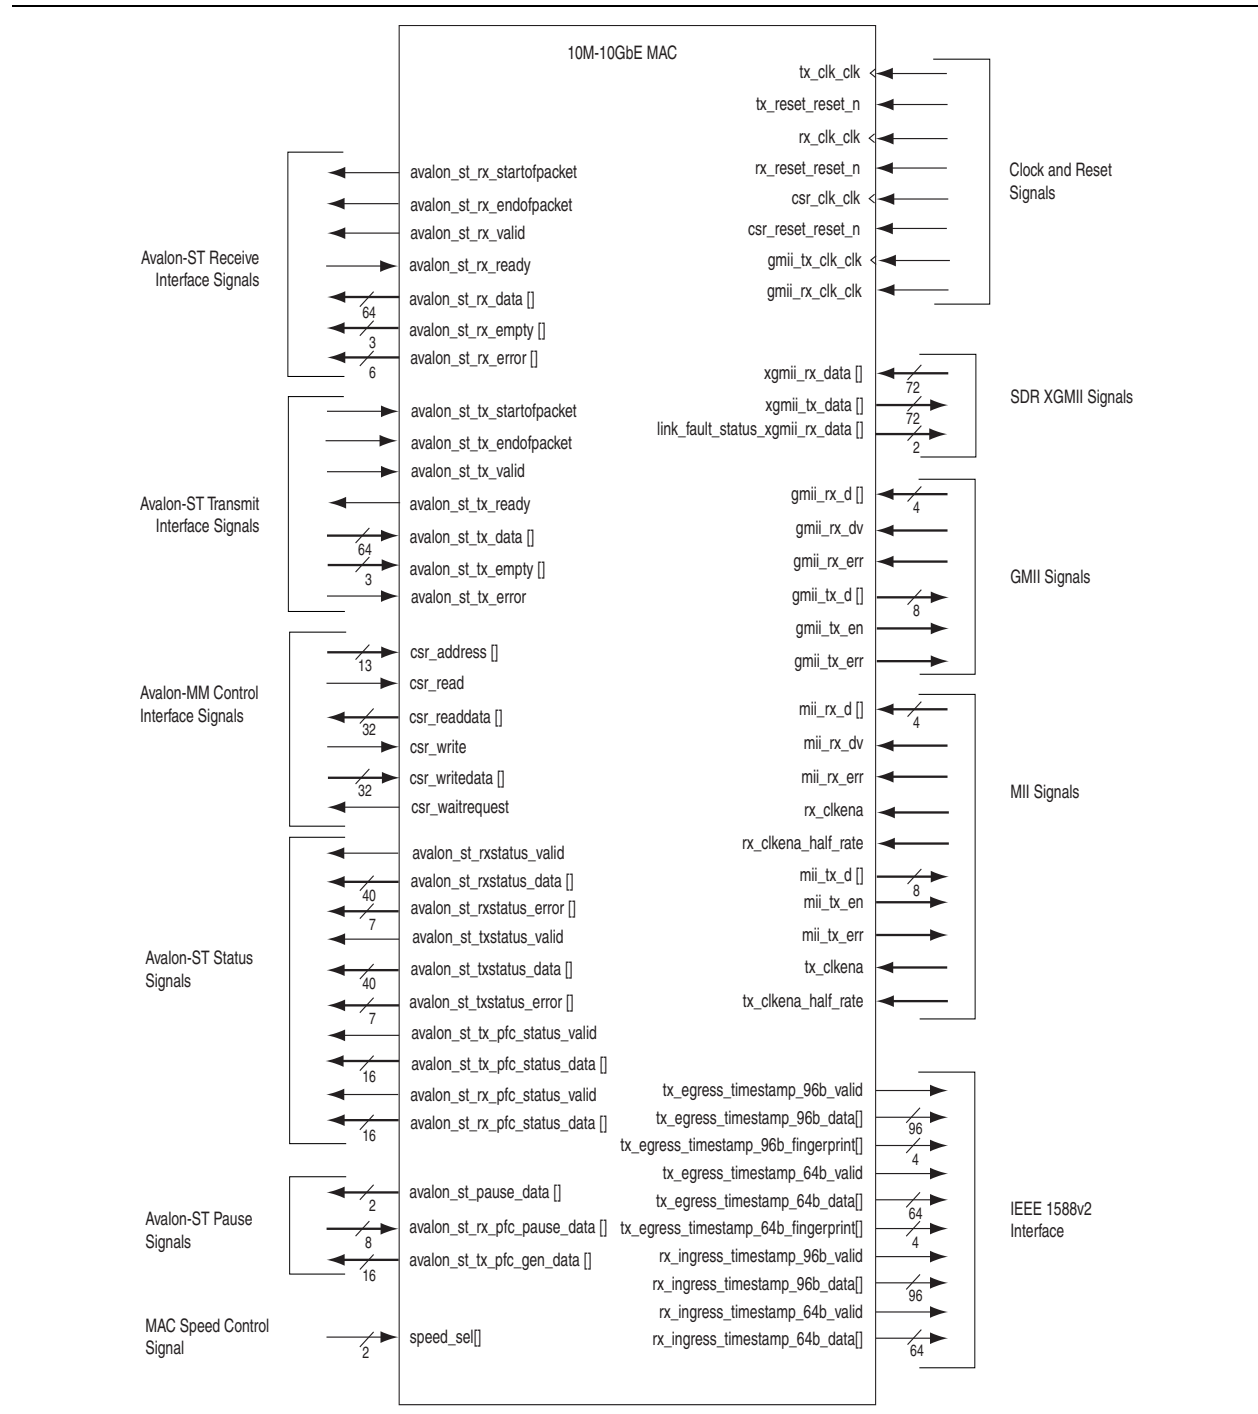 10M-10GbE MAC
Avalon-ST Receive
Interface Signals
avalon_st_rx_startofpacket
avalon_st_rx_endofpacket
avalon_st_rx_valid
avalon_st_rx_ready
avalon_st_rx_data []
64
avalon_st_rx_empty []
3
avalon_st_rx_error []
6
Avalon-ST Transmit
Interface Signals
avalon_st_tx_startofpacket
avalon_st_tx_endofpacket
avalon_st_tx_valid
avalon_st_tx_ready
avalon_st_tx_data []
64
avalon_st_tx_empty []
3
avalon_st_tx_error
Avalon-MM Control
Interface Signals
csr_address []
13
csr_read
csr_readdata []
32
csr_write
csr_writedata []
32
csr_waitrequest
Avalon-ST Status
Signals
avalon_st_rxstatus_valid
avalon_st_rxstatus_data []
40
avalon_st_rxstatus_error []
7
avalon_st_txstatus_valid
avalon_st_txstatus_data []
40
avalon_st_txstatus_error []
7
avalon_st_tx_pfc_status_valid
avalon_st_tx_pfc_status_data []
16
avalon_st_rx_pfc_status_valid
avalon_st_rx_pfc_status_data []
16
Avalon-ST Pause
Signals
avalon_st_pause_data []
2
avalon_st_rx_pfc_pause_data []
8
avalon_st_tx_pfc_gen_data []
16
MAC Speed Control
Signal
speed_sel[]
2
tx_clk_clk
tx_reset_reset_n
rx_clk_clk
rx_reset_reset_n
csr_clk_clk
csr_reset_reset_n
gmii_tx_clk_clk
gmii_rx_clk_clk
Clock and Reset
Signals
xgmii_rx_data []
72
xgmii_tx_data []
72
link_fault_status_xgmii_rx_data []
2
SDR XGMII Signals
gmii_rx_d []
4
gmii_rx_dv
gmii_rx_err
gmii_tx_d []
8
gmii_tx_en
gmii_tx_err
GMII Signals
mii_rx_d []
4
mii_rx_dv
mii_rx_err
rx_clkena
rx_clkena_half_rate
mii_tx_d []
8
mii_tx_en
mii_tx_err
tx_clkena
tx_clkena_half_rate
MII Signals
tx_egress_timestamp_96b_valid
tx_egress_timestamp_96b_data[]
96
tx_egress_timestamp_96b_fingerprint[]
4
tx_egress_timestamp_64b_valid
tx_egress_timestamp_64b_data[]
64
tx_egress_timestamp_64b_fingerprint[]
4
rx_ingress_timestamp_96b_valid
rx_ingress_timestamp_96b_data[]
96
rx_ingress_timestamp_64b_valid
rx_ingress_timestamp_64b_data[]
64
IEEE 1588v2
Interface